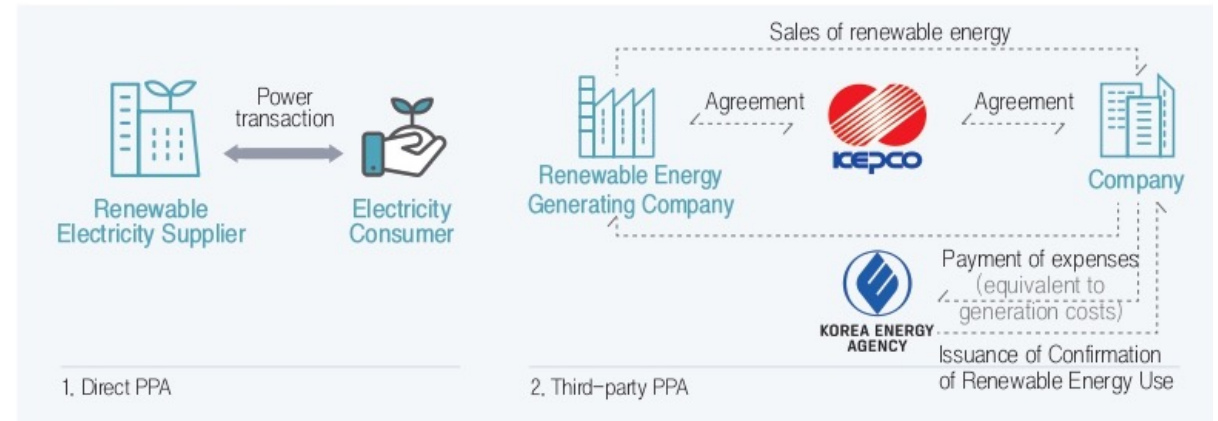 Power
transaction
Renewable
Electricity Supplier
Electricity
Consumer
1. Direct PPA
Sales of renewable energy
Agreement
KEPCO
Agreement
Renewable Energy
Generating Company
Company
Payment of expenses
(equivalent to
generation costs)
KOREA ENERGY
AGENCY
Issuance of Confirmation
of Renewable Energy Use
2. Third-party PPA